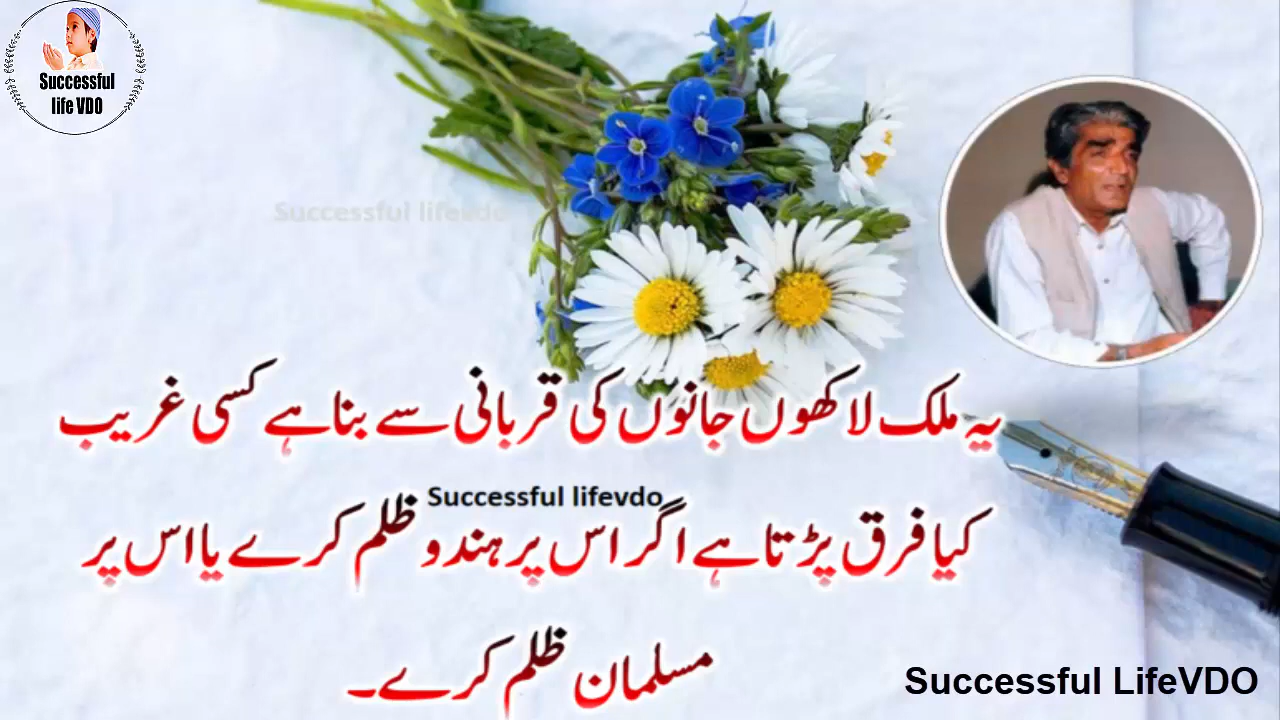 Successful
life VDO
Successful lifevdo
یہ ملک لاکھوں جانوں کی قربانی سے بنا ہے کسی غریب
Successful lifevdo
کیا فرق پڑتا ہے اگر اس پر ہندو ظلم کرے یا اس پر
مسلمان ظلم کرے۔
Successful LifeVDO